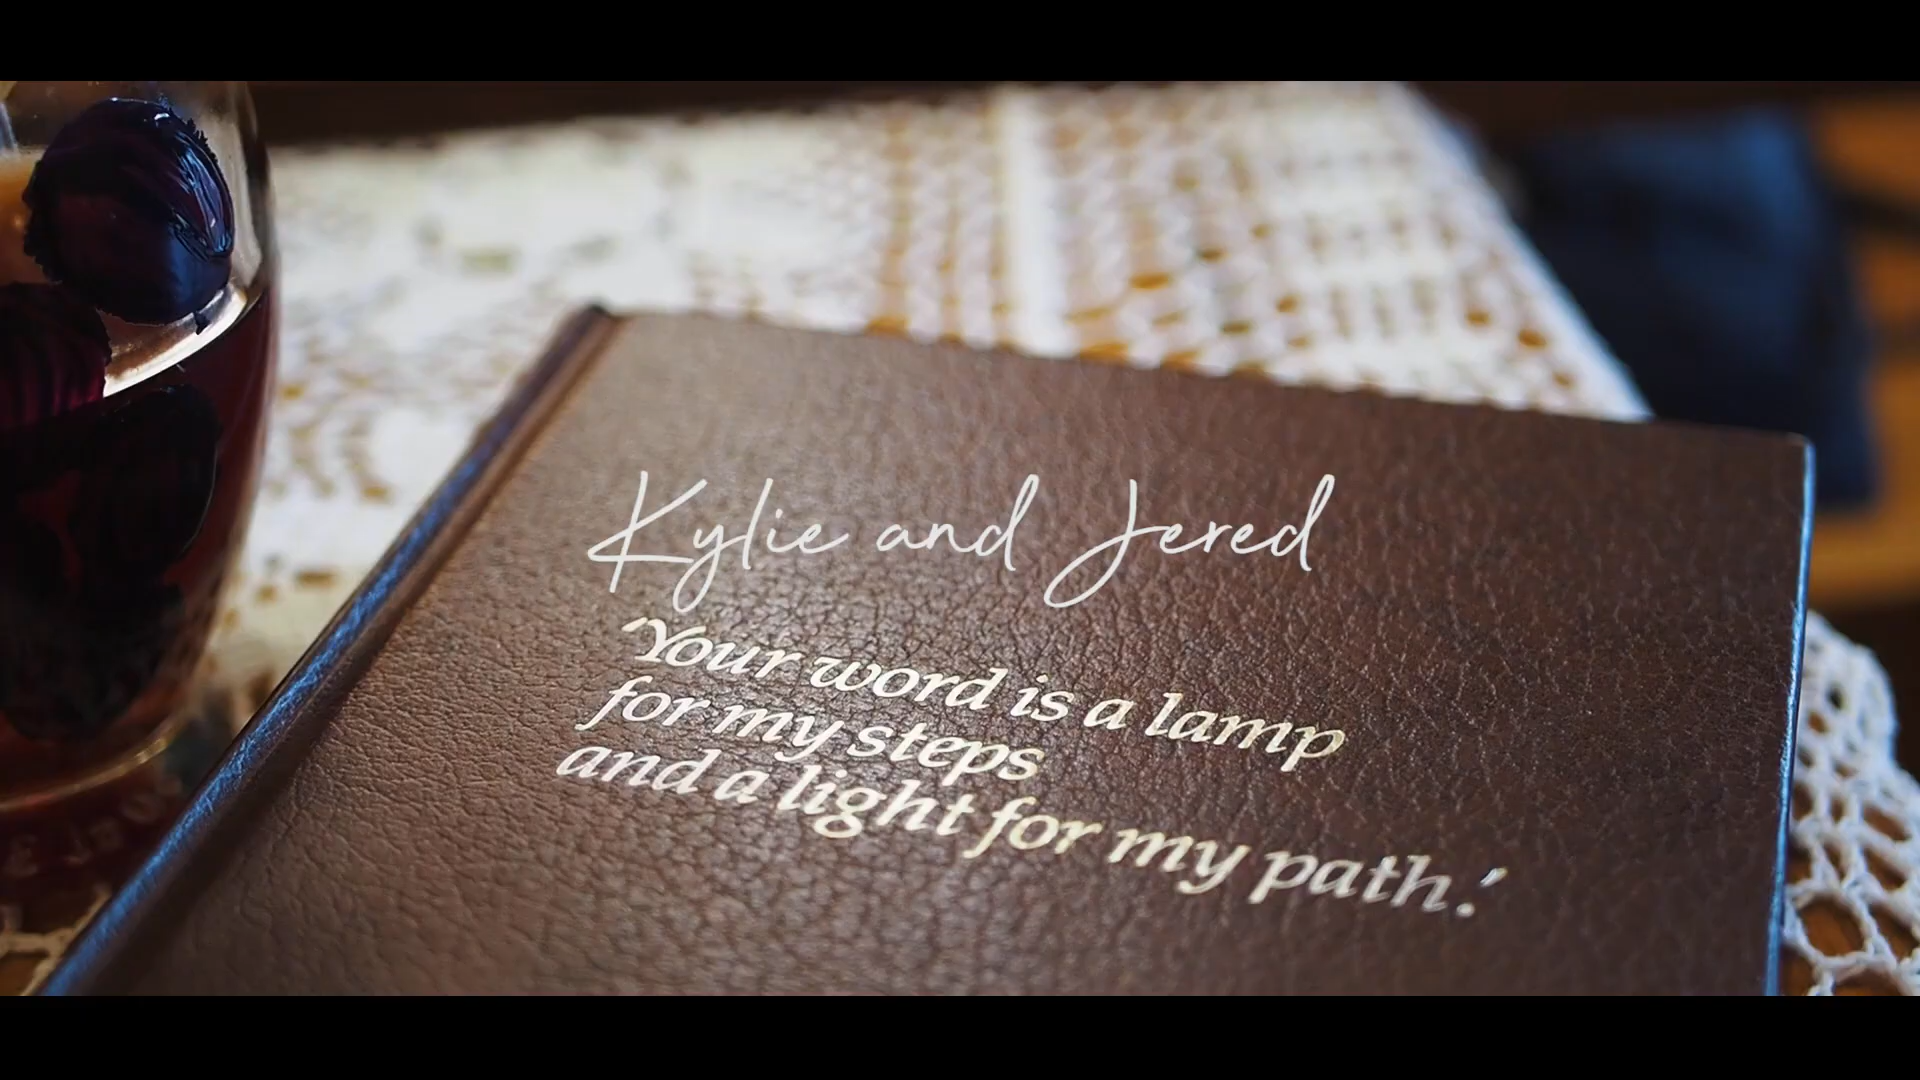 Kylie and Jered
'Your word is a lamp
for my steps
and a light for my path.'